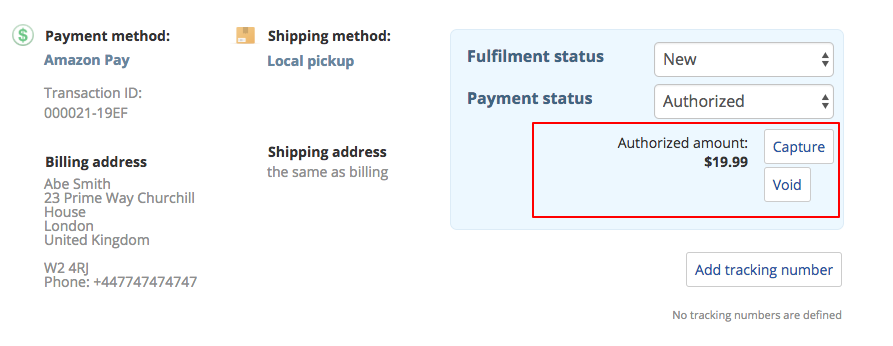 Payment method:
Amazon Pay
Transaction ID:
000021-19EF
Billing address
Abe Smith
23 Prime Way Churchill
House
London
United Kingdom
W2 4RJ
Phone: +447747474747
Shipping method:
Local pickup
Shipping address
the same as billing
Fulfilment status
New
Payment status
Authorized
Authorized amount:
$19.99
Capture
Void
Add tracking number
No tracking numbers are defined